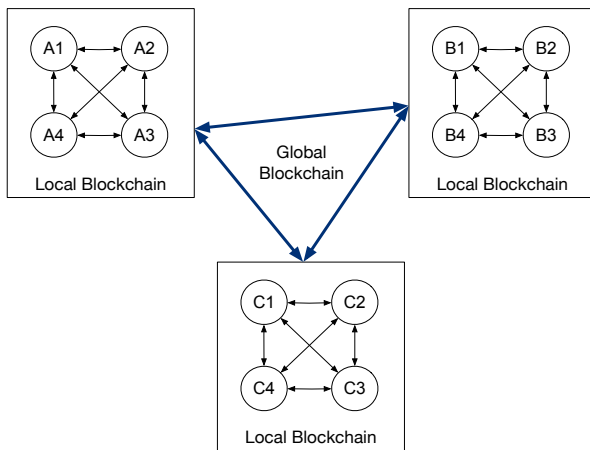 A1
A2
A4
A3
Local Blockchain
B1
B2
B4
B3
Local Blockchain
Global
Blockchain
C1
C2
C4
C3
Local Blockchain